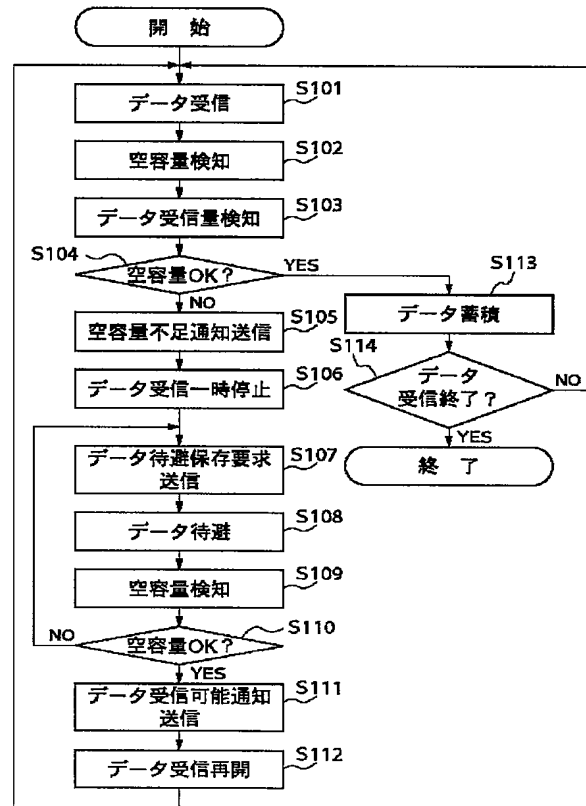 開 始
S101
データ受信
S102
空容量検知
S103
データ受信量検知
S104
空容量OK?
YES
NO
S105
空容量不足通知送信
S106
データ受信一時停止
S107
データ待避保存要求
送信
S108
データ待避
S109
空容量検知
S110
空容量OK?
NO
YES
S111
データ受信可能通知
送信
S112
データ受信再開
S113
データ蓄積
S114
データ
受信終了?
NO
YES
終 了